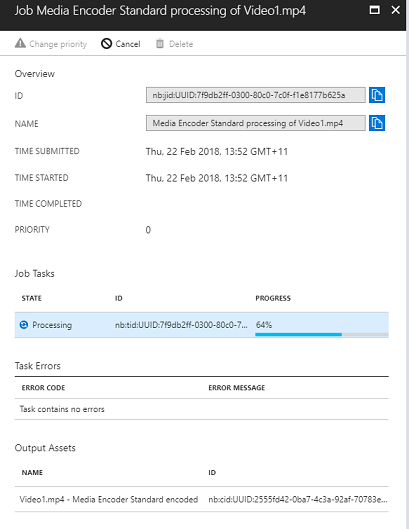 Job Media Encoder Standard processing of Video1.mp4
Change priority Cancel Delete
Overview
ID nb:jid:UUID:7f9db2ff-0300-80c0-7c0f-f1e8177b625a
NAME Media Encoder Standard processing of Video1.mp4
TIME SUBMITTED Thu, 22 Feb 2018, 13:52 GMT+11
TIME STARTED Thu, 22 Feb 2018, 13:52 GMT+11
TIME COMPLETED
PRIORITY 0
Job Tasks
STATE ID PROGRESS
Processing nb:tid:UUID:7f9db2ff-0300-80c0-7... 64%
Task Errors
ERROR CODE ERROR MESSAGE
Task contains no errors
Output Assets
NAME ID
Video1.mp4 - Media Encoder Standard encoded nb:cid:UUID:2555fd42-0ba7-4c3a-92af-70783e...